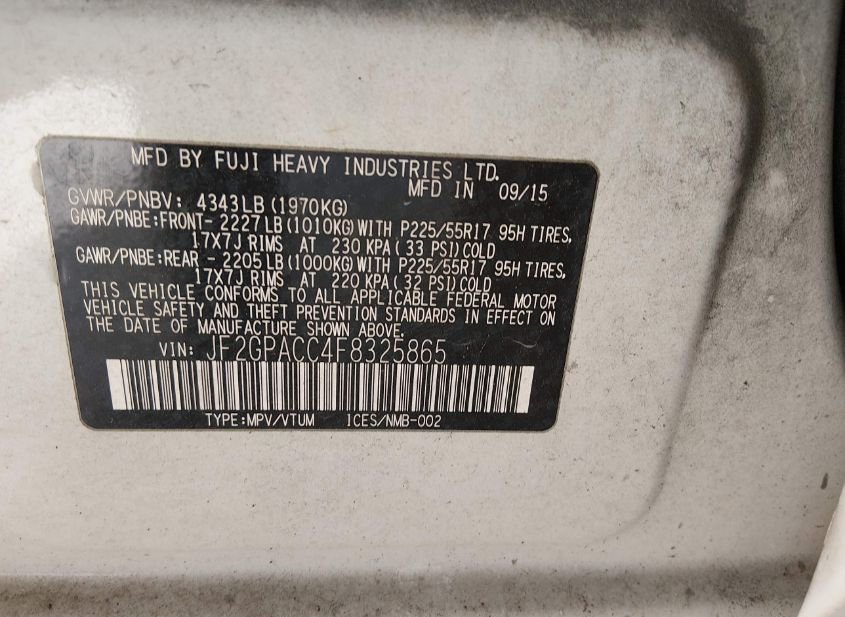 MFD BY FUJI HEAVY INDUSTRIES LTD.
MFD IN 09/15
GVWR/PNBV: 4343LB (1970KG)
GAWR/PNBE:FRONT- 2227LB (1010KG) WITH P225/55R17 95H TIRES,
17X7J RIMS AT 230 KPA( 33 PSI) COLD
GAWR/PNBE:REAR - 2205LB (1000KG) WITH P225/55R17 95H TIRES,
17X7J RIMS AT 220 KPA( 32 PSI) COLD
THIS VEHICLE CONFORMS TO ALL APPLICABLE FEDERAL MOTOR
VEHICLE SAFETY AND THEFT PREVENTION STANDARDS IN EFFECT ON
THE DATE OF MANUFACTURE SHOWN ABOVE.
VIN: JF2GPACC4F8325865
TYPE:MPV/VTUM ICES/NMB-002